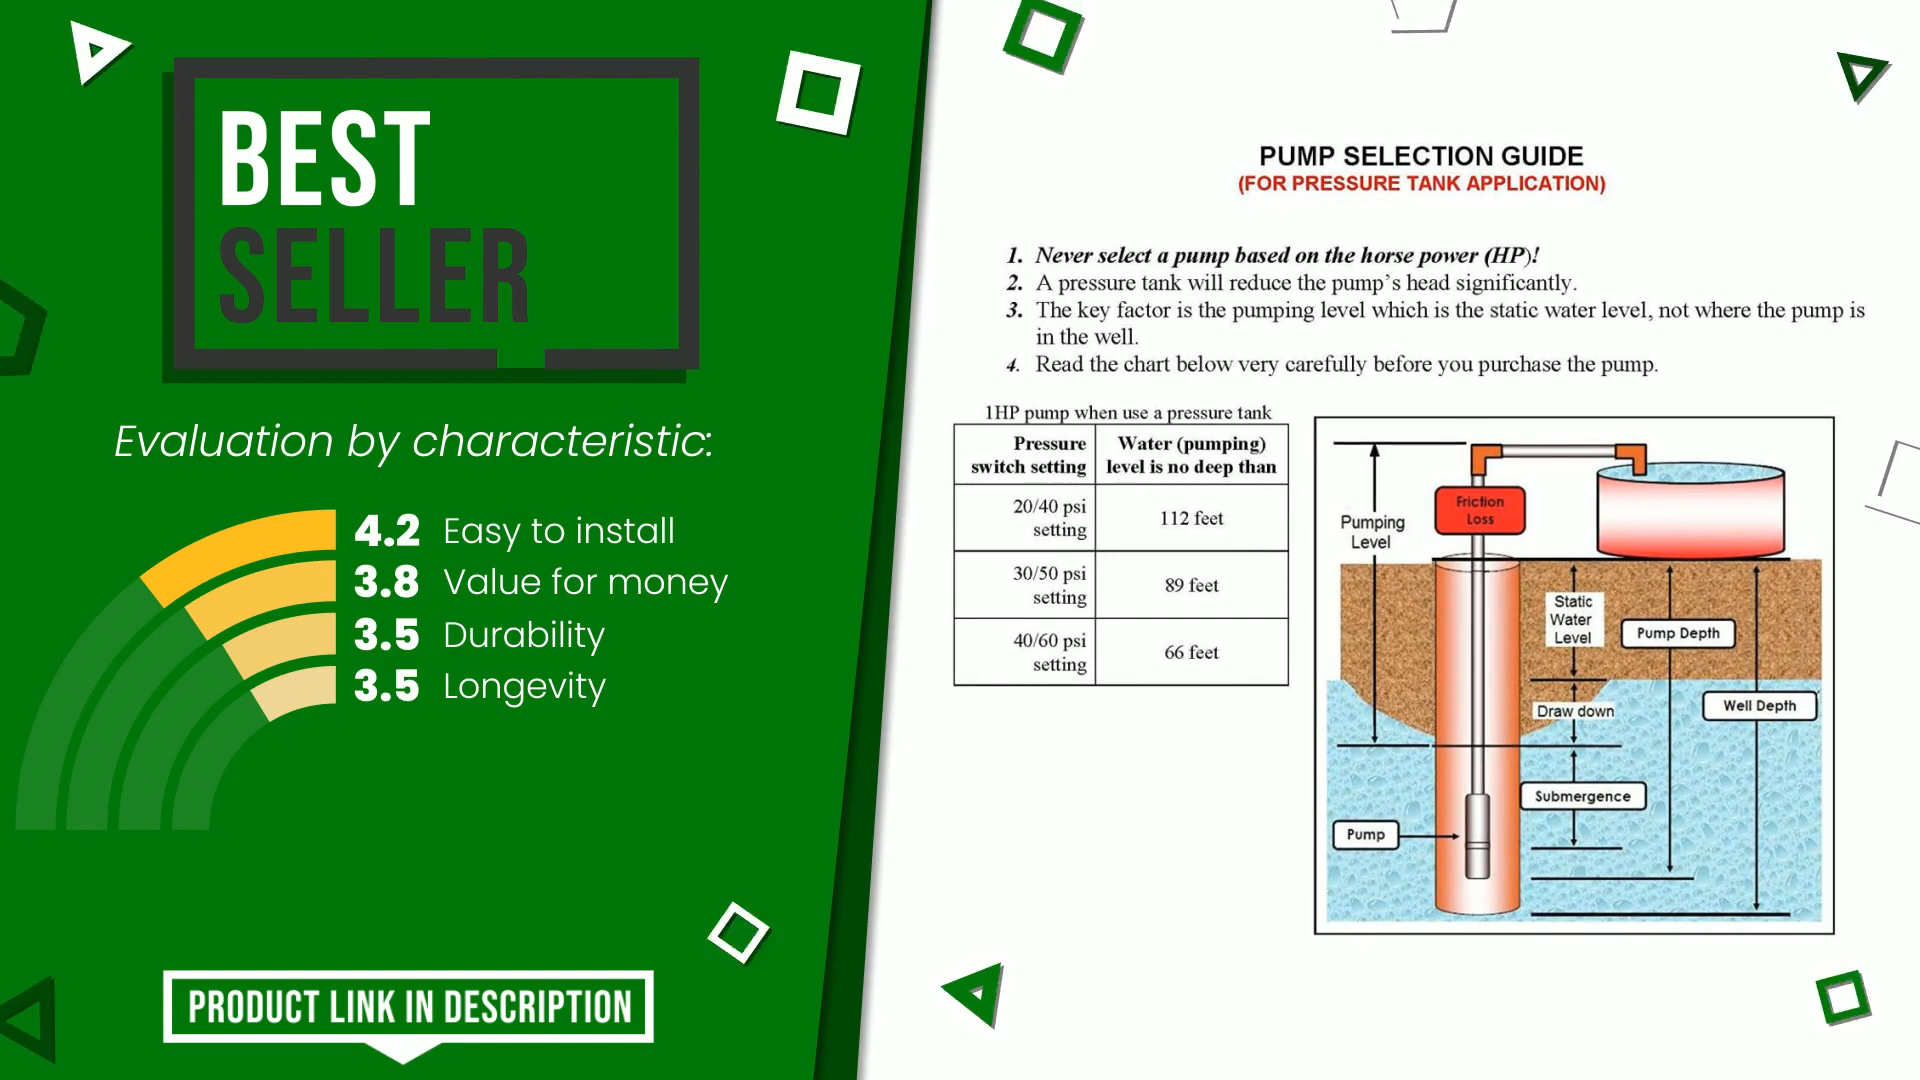 BEST
SELLER
Evaluation by characteristic:
4.2 Easy to install
3.8 Value for money
3.5 Durability
3.5 Longevity
PRODUCT LINK IN DESCRIPTION
PUMP SELECTION GUIDE
(FOR PRESSURE TANK APPLICATION)
1. Never select a pump based on the horse power (HP)!
2. A pressure tank will reduce the pump's head significantly.
3. The key factor is the pumping level which is the static water level, not where the pump is
in the well.
4. Read the chart below very carefully before you purchase the pump.
1HP pump when use a pressure tank
Pressure
switch setting
Water (pumping)
level is no deep than
20/40 psi
setting
112 feet
30/50 psi
setting
89 feet
40/60 psi
setting
66 feet
Friction
Loss
Pumping
Level
Static
Water
Level
Pump Depth
Draw down
Well Depth
Submergence
Pump